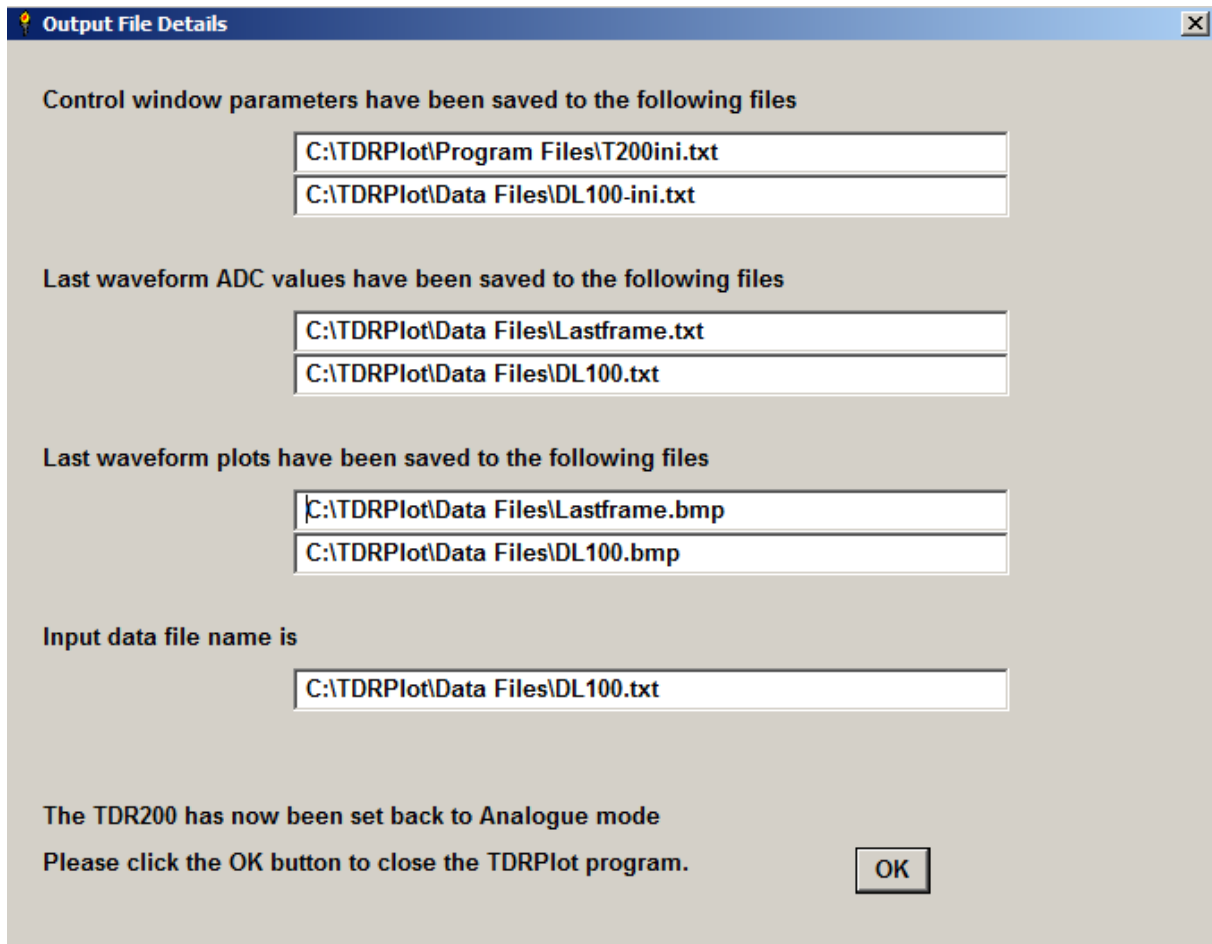 Output File Details
Control window parameters have been saved to the following files
C:\TDRPlot\Program Files\T200ini.txt
C:\TDRPlot\Data Files\DL100-ini.txt
Last waveform ADC values have been saved to the following files
C:\TDRPlot\Data Files\Lastframe.txt
C:\TDRPlot\Data Files\DL100.txt
Last waveform plots have been saved to the following files
C:\TDRPlot\Data Files\Lastframe.bmp
C:\TDRPlot\Data Files\DL100.bmp
Input data file name is
C:\TDRPlot\Data Files\DL100.txt
The TDR200 has now been set back to Analogue mode
Please click the OK button to close the TDRPlot program.
OK